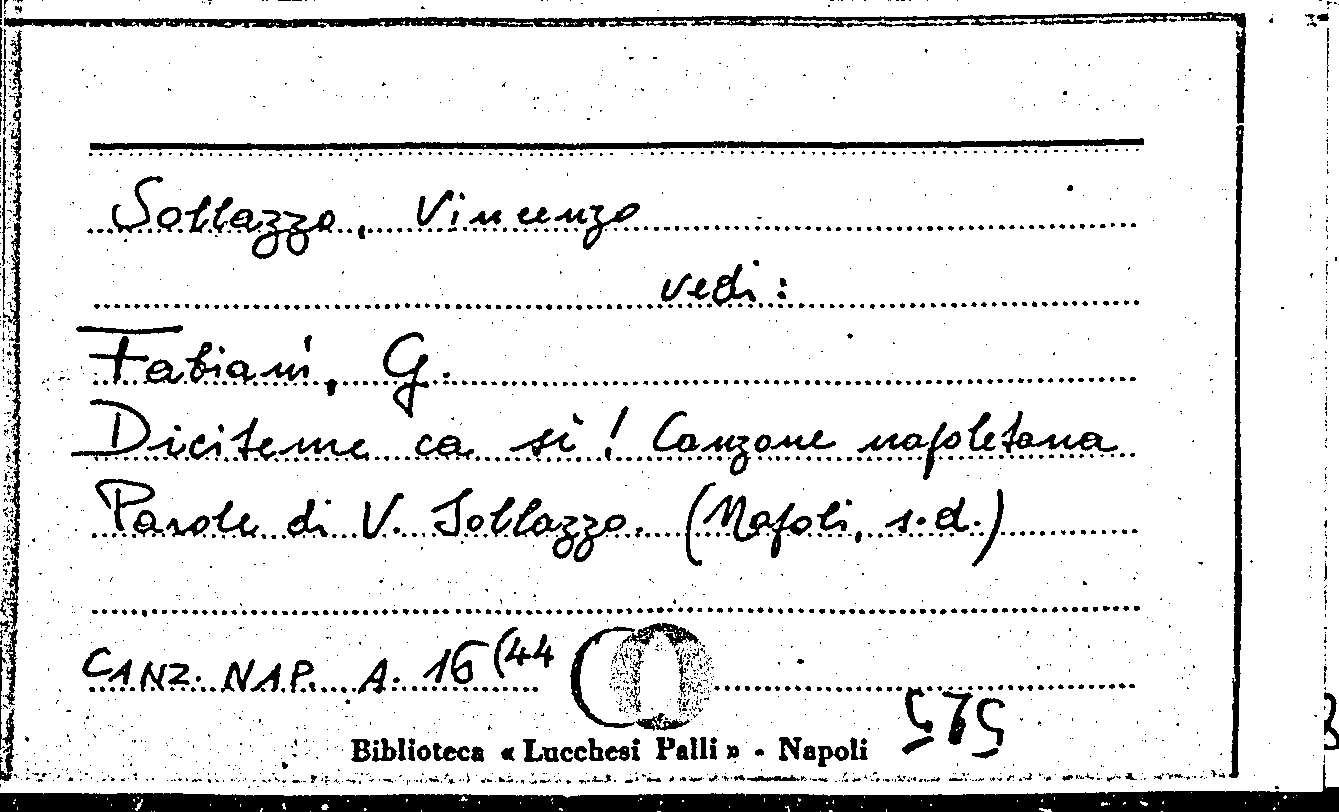 Sollazzo, Vincenzo
vedi:
Fabiani, G.
Diciteme ca si! Canzone napoletana
Parole di V. Sollazzo. (Napoli, s.d.)
CANZ. NAP. A. 16 (44
Biblioteca « Lucchesi Palli » - Napoli